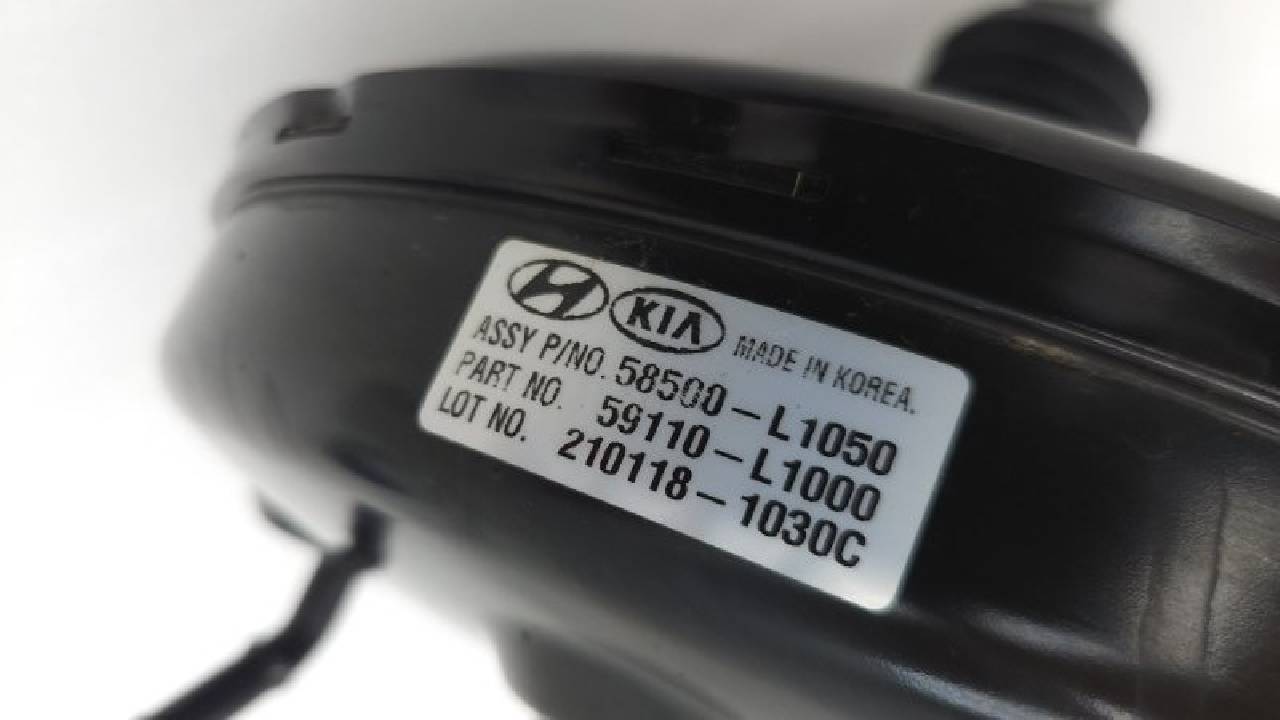 KIA MADE IN KOREA.
ASSY P/NO. 58500-L1050
PART NO. 59110-L1000
LOT NO. 210118-1030C